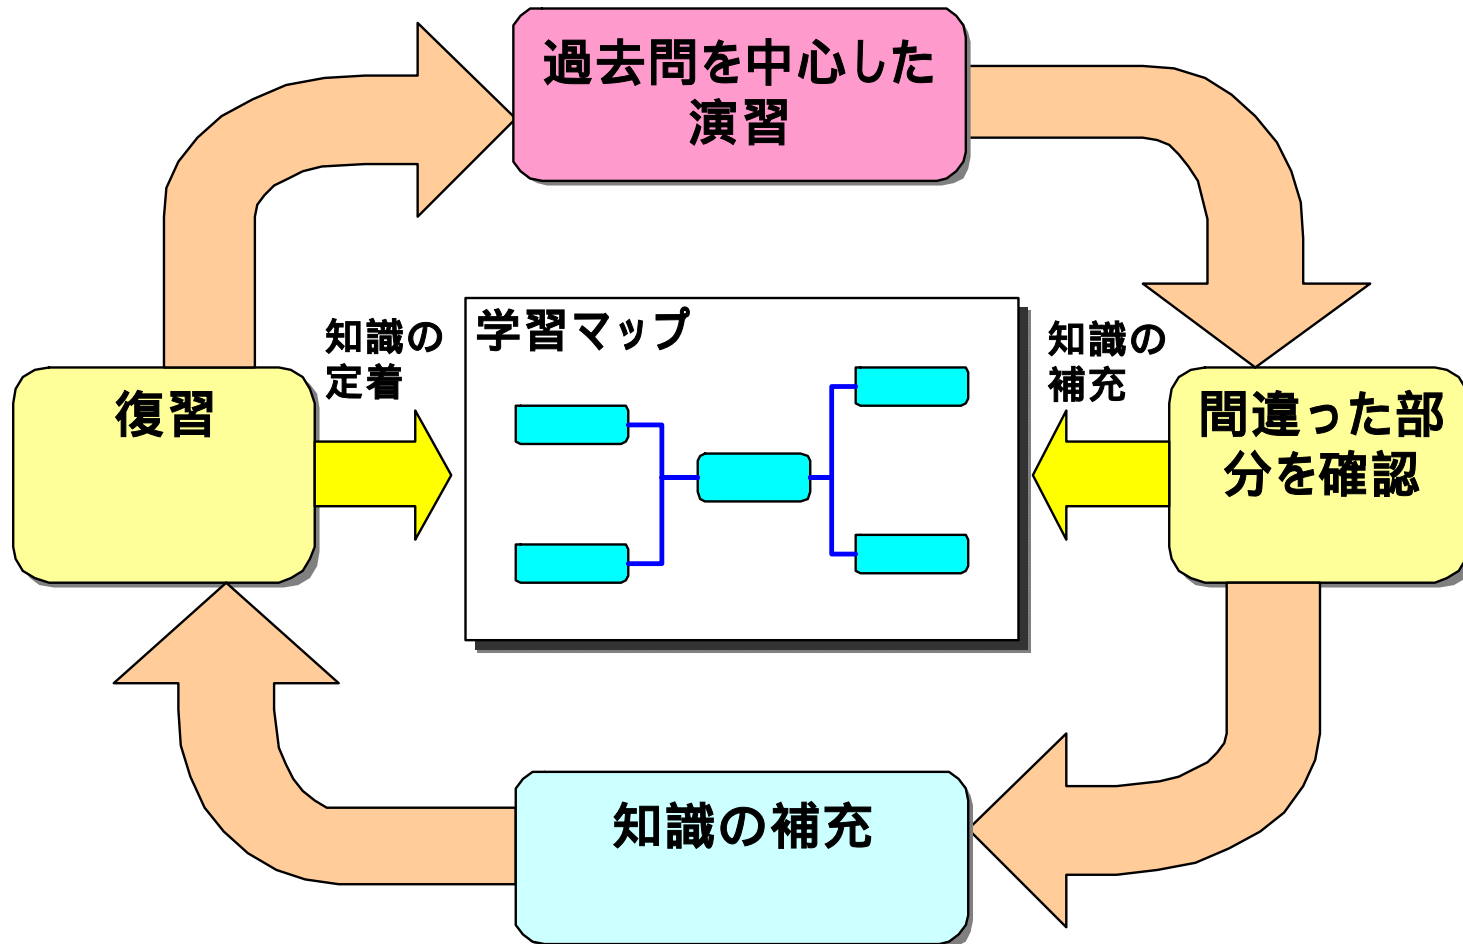 過去問を中心した
演習
知識の
定着
学習マップ
知識の
補充
復習
間違った部
分を確認
知識の補充